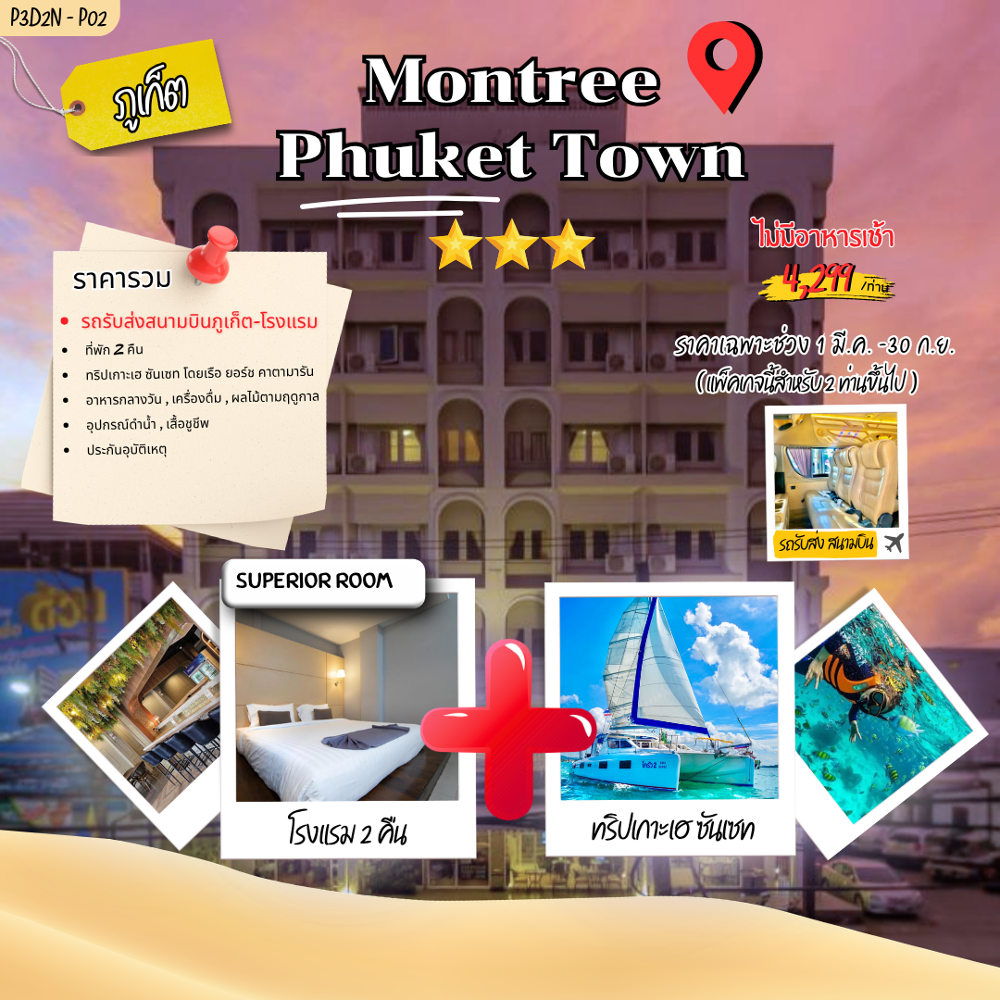 P3D2N - P02
ภูเก็ต
Montree
Phuket Town
ไม่มีอาหารเช้า
4,299 /ท่าน
ราคาเฉพาะช่วง 1 มี.ค. -30 ก.ย.
(แพ็คเกจนี้สำหรับ 2 ท่านขึ้นไป )
ราคารวม
• รถรับส่งสนามบินภูเก็ต-โรงแรม
• ที่พัก 2 คืน
• ทริปเกาะเฮ ซันเซท โดยเรือ ยอร์ช คาตามารัน
• อาหารกลางวัน , เครื่องดื่ม , ผลไม้ตามฤดูกาล
• อุปกรณ์ดำน้ำ , เสื้อชูชีพ
• ประกันอุบัติเหตุ
รถรับส่ง สนามบิน
SUPERIOR ROOM
โรงแรม 2 คืน
ทริปเกาะเฮ ซันเซท